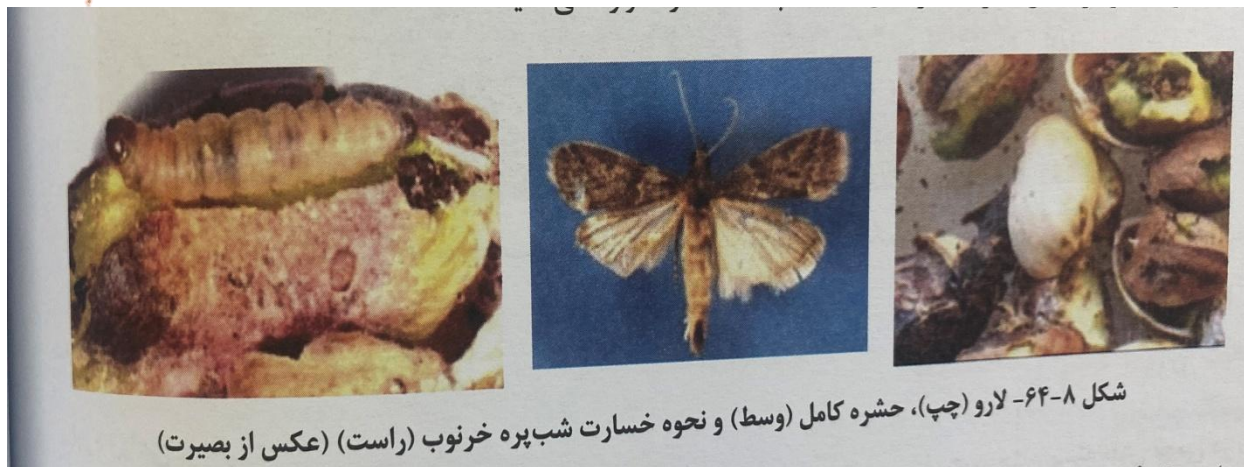 شکل ۸-۶۴- لارو (چپ)، حشره کامل (وسط) و نحوه خسارت شب‌پره خرنوب (راست) (عکس از بصیرت)